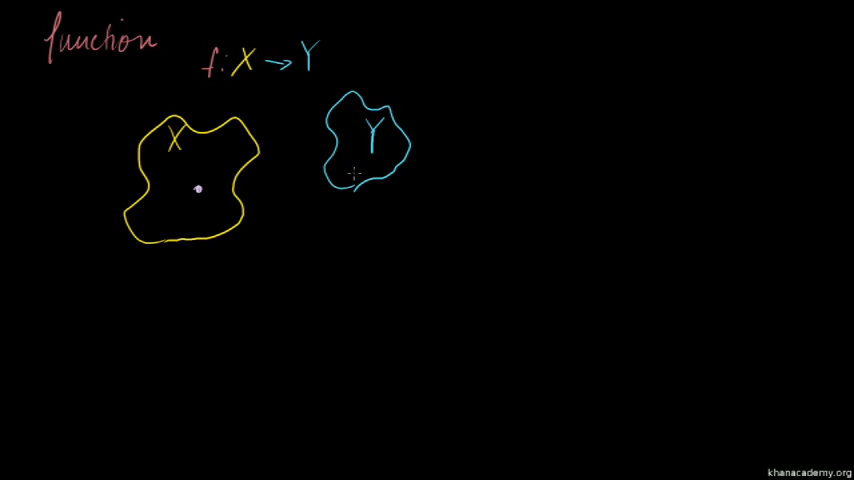 function
f: X → Y
X
Y
khanacademy.org